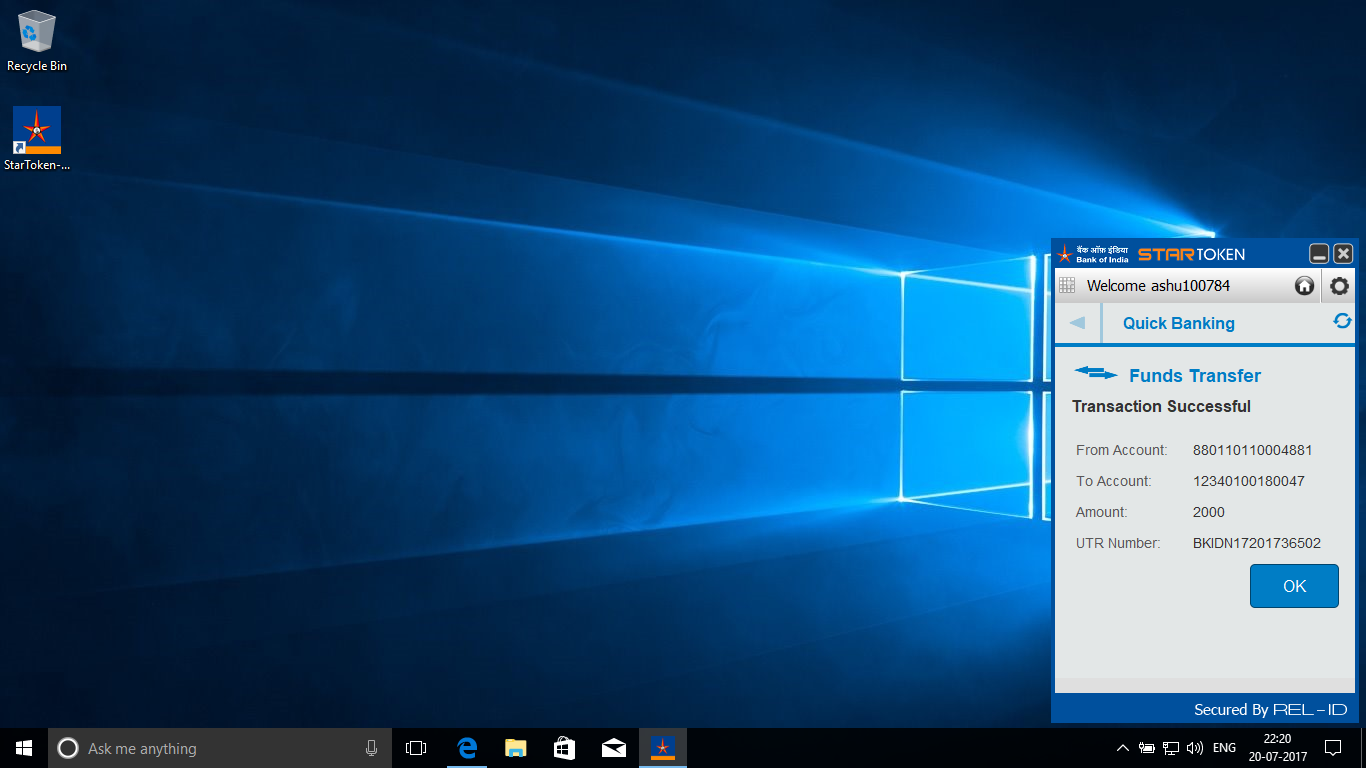 Recycle Bin
StarToken-...
बैंक ऑफ़ इंडिया
Bank of India
STARTOKEN
Welcome ashu100784
Quick Banking
Funds Transfer
Transaction Successful
From Account: 880110110004881
To Account: 12340100180047
Amount: 2000
UTR Number: BKIDN17201736502
OK
Secured By REL-ID
Ask me anything
ENG
22:20
20-07-2017